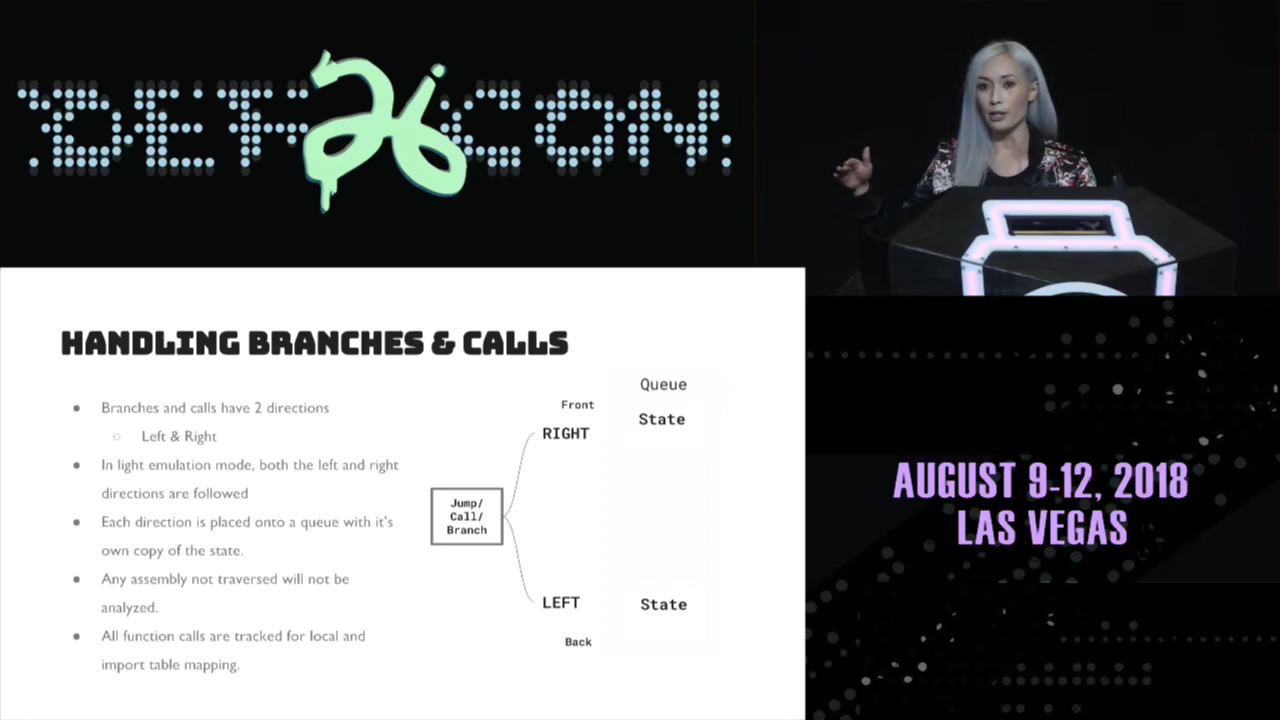 DEF 26 CON
HANDLING BRANCHES & CALLS
Branches and calls have 2 directions
Left & Right
In light emulation mode, both the left and right
directions are followed
Each direction is placed onto a queue with it's
own copy of the state.
Any assembly not traversed will not be
analyzed.
All function calls are tracked for local and
import table mapping.
Queue
Front
State
RIGHT
Jump/
Call/
Branch
LEFT
State
Back
AUGUST 9-12, 2018
LAS VEGAS